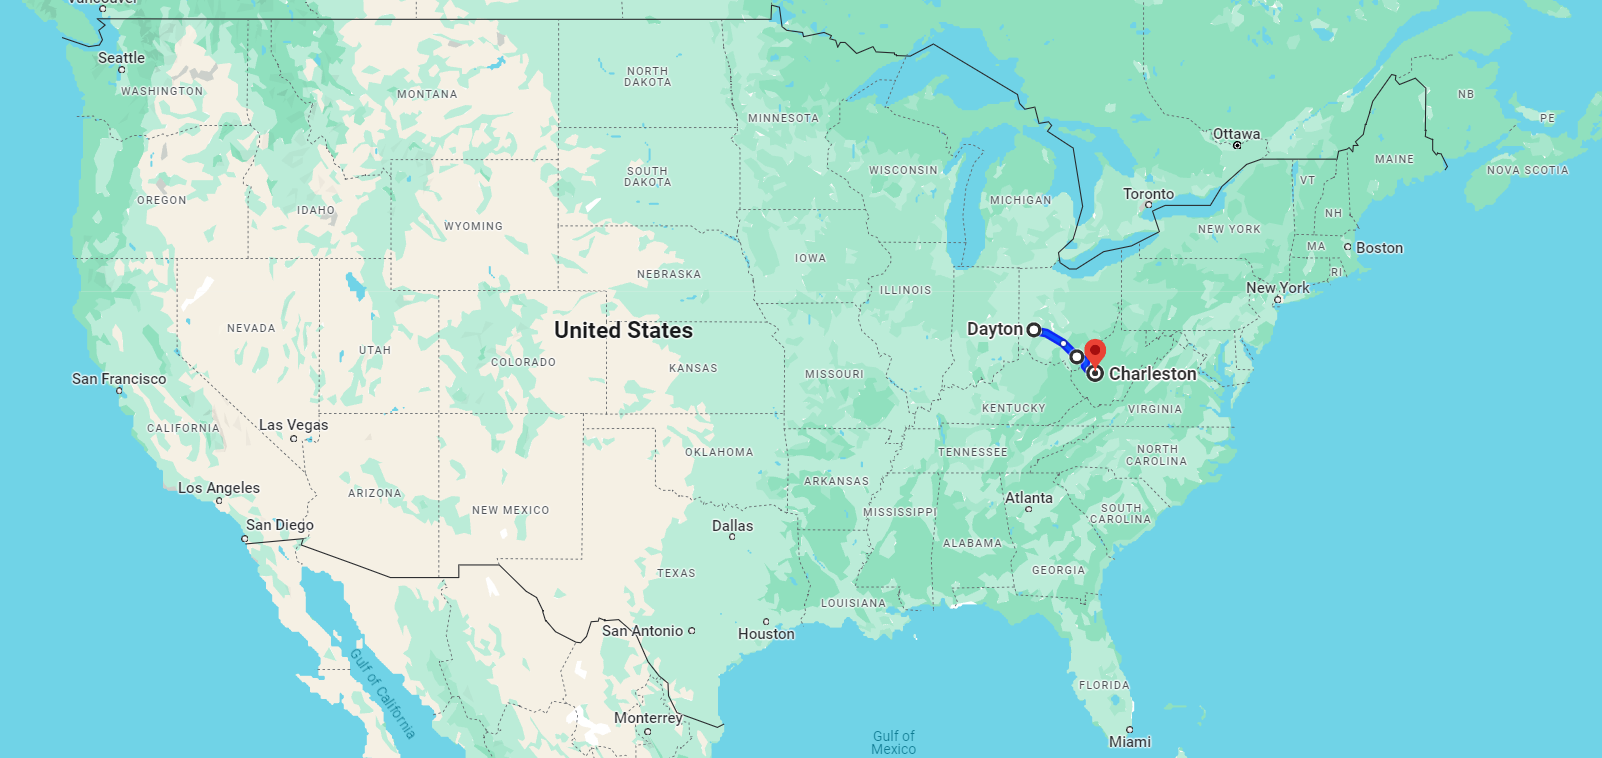 Vancouver
Seattle
WASHINGTON
MONTANA
NORTH
DAKOTA
MINNESOTA
Ottawa
NB
PE
MAINE
NOVA SCOTIA
OREGON
IDAHO
WYOMING
SOUTH
DAKOTA
WISCONSIN
MICHIGAN
Toronto
VT
NH
NEW YORK
MA
Boston
RI
NEBRASKA
IOWA
ILLINOIS
New York
NEVADA
UTAH
United States
COLORADO
KANSAS
MISSOURI
Dayton
Charleston
San Francisco
KENTUCKY
VIRGINIA
CALIFORNIA
Las Vegas
OKLAHOMA
TENNESSEE
NORTH
CAROLINA
Los Angeles
ARIZONA
NEW MEXICO
ARKANSAS
MISSISSIPPI
Atlanta
SOUTH
CAROLINA
San Diego
Dallas
ALABAMA
GEORGIA
TEXAS
LOUISIANA
San Antonio
Houston
Gulf of California
FLORIDA
Monterrey
Gulf of
Mexico
Miami